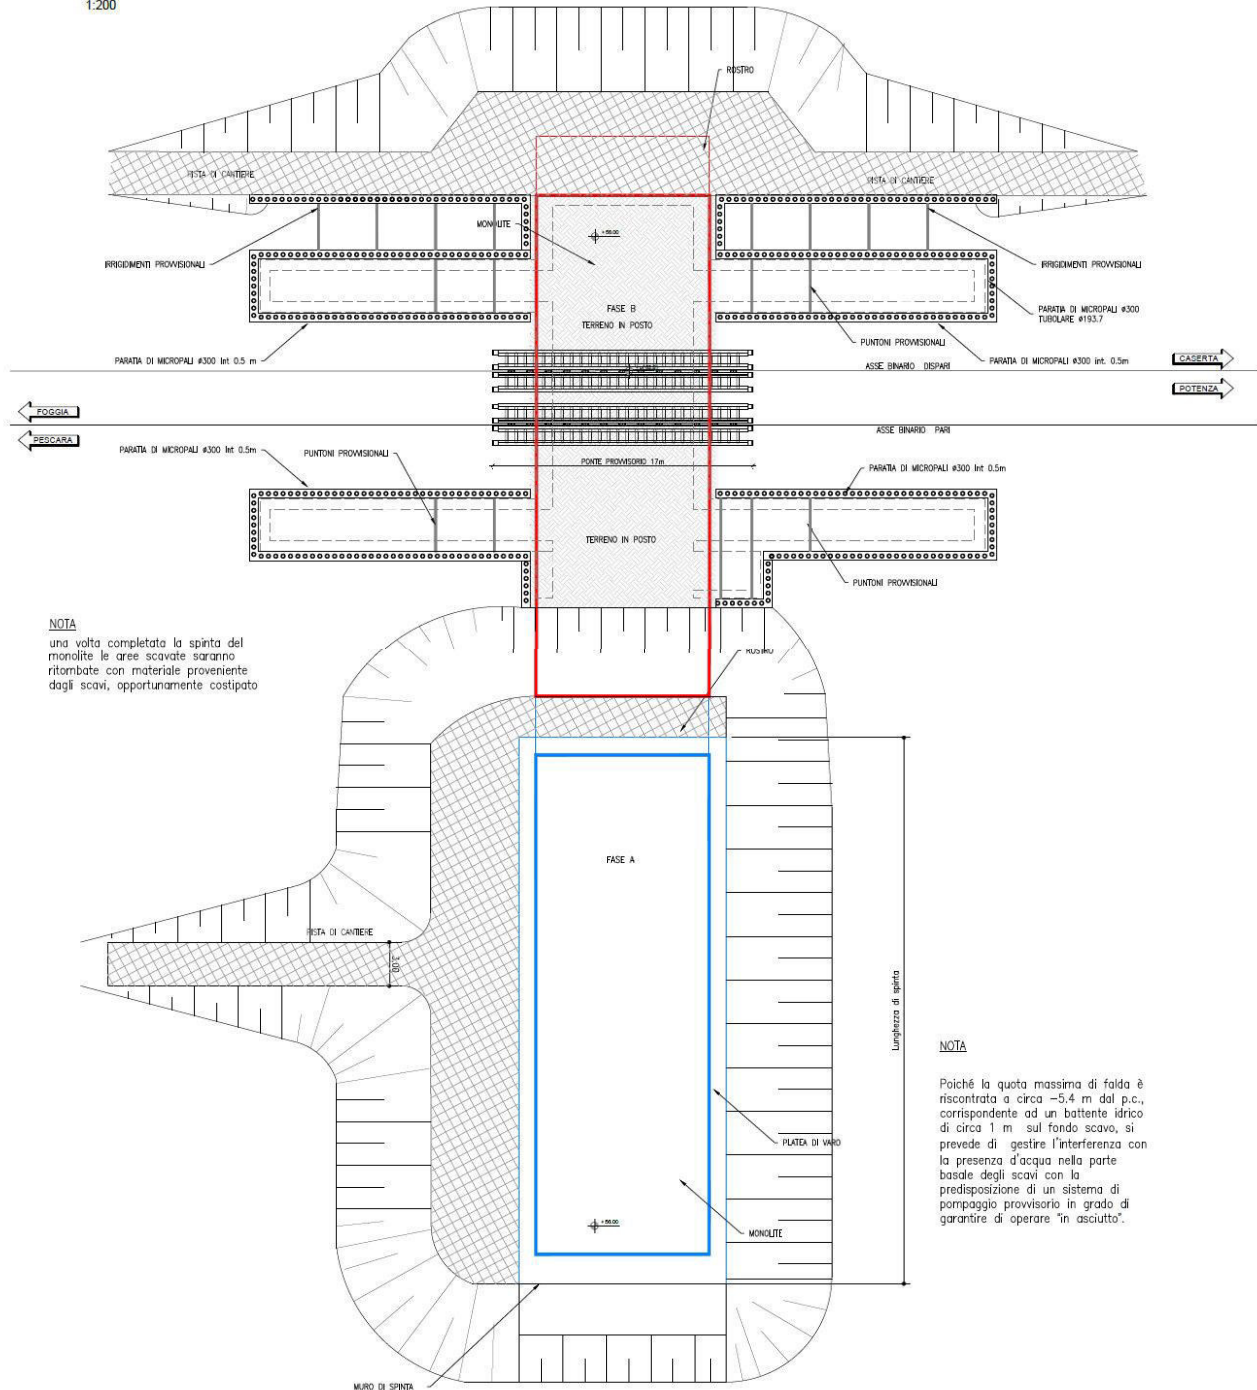 1:200
ROSTRO
PISTA DI CANTIERE
PISTA DI CANTIERE
MONOLITE
+56.00
IRRIGIDIMENTI PROVVISIONALI
IRRIGIDIMENTI PROVVISIONALI
FASE B
TERRENO IN POSTO
PARATIA DI MICROPALI ø300
TUBOLARE ø193.7
PUNTONI PROVVISIONALI
PARATIA DI MICROPALI ø300 Int 0.5 m
PARATIA DI MICROPALI ø300 int. 0.5m
ASSE BINARIO DISPARI
CASERTA
POTENZA
FOGGIA
PESCARA
ASSE BINARIO PARI
PARATIA DI MICROPALI ø300 Int 0.5m
PUNTONI PROVVISIONALI
PONTE PROVVISORIO 17m
PARATIA DI MICROPALI ø300 Int 0.5m
TERRENO IN POSTO
PUNTONI PROVVISIONALI
NOTA
una volta completata la spinta del
monolite le aree scavate saranno
ritombate con materiale proveniente
dagli scavi, opportunamente costipato
ROSTRO
FASE A
PISTA DI CANTIERE
3.00
Lunghezza di spinta
NOTA
Poiché la quota massima di falda è
riscontrata a circa −5.4 m dal p.c.,
corrispondente ad un battente idrico
di circa 1 m sul fondo scavo, si
prevede di gestire l'interferenza con
la presenza d'acqua nella parte
basale degli scavi con la
predisposizione di un sistema di
pompaggio provvisorio in grado di
garantire di operare "in asciutto".
PLATEA DI VARO
+56.00
MONOLITE
MURO DI SPINTA